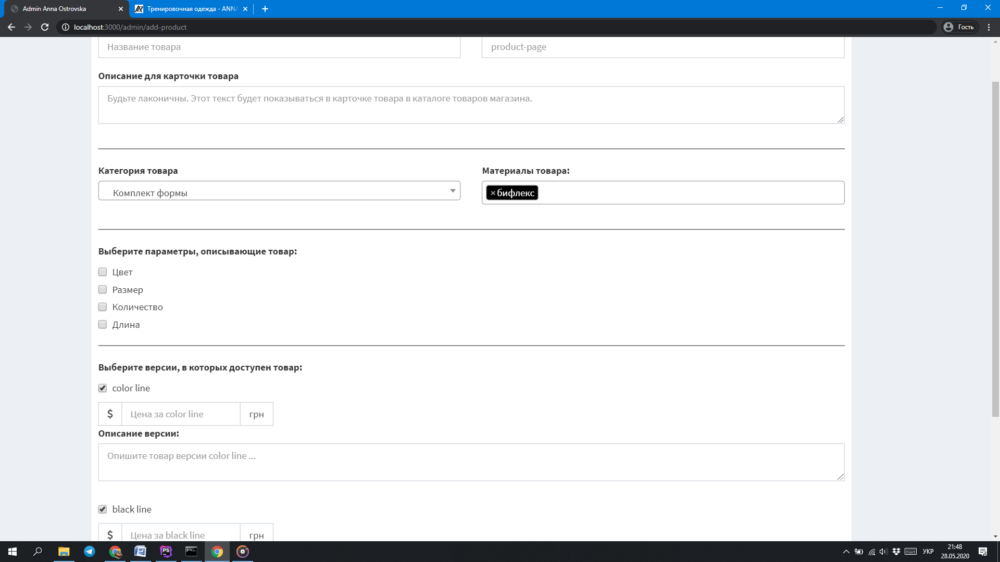 Admin Anna Ostrovska
Тренировочная одежда - ANNA
localhost:3000/admin/add-product
Гость
Название товара
product-page
Описание для карточки товара
Будьте лаконичны. Этот текст будет показываться в карточке товара в каталоге товаров магазина.
Категория товара
Материалы товара:
Комплект формы
×бифлекс
Выберите параметры, описывающие товар:
Цвет
Размер
Количество
Длина
Выберите версии, в которых доступен товар:
color line
$ Цена за color line грн
Описание версии:
Опишите товар версии color line ...
black line
$ Цена за black line грн
УКР
21:48
28.05.2020